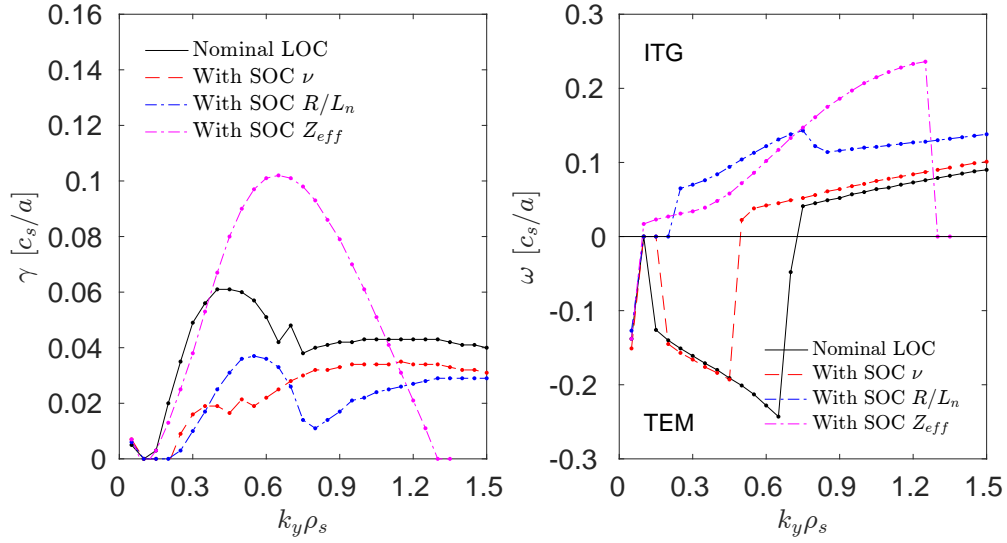 0.16
0.14
0.12
0.1
0.08
0.06
0.04
0.02
0
γ [c_s/a]
Nominal LOC
With SOC ν
With SOC R/L_n
With SOC Z_{eff}
0 0.3 0.6 0.9 1.2 1.5
k_yρ_s
0.3
0.2
0.1
0
-0.1
-0.2
-0.3
ω [c_s/a]
ITG
TEM
Nominal LOC
With SOC ν
With SOC R/L_n
With SOC Z_{eff}
0 0.3 0.6 0.9 1.2 1.5
k_yρ_s